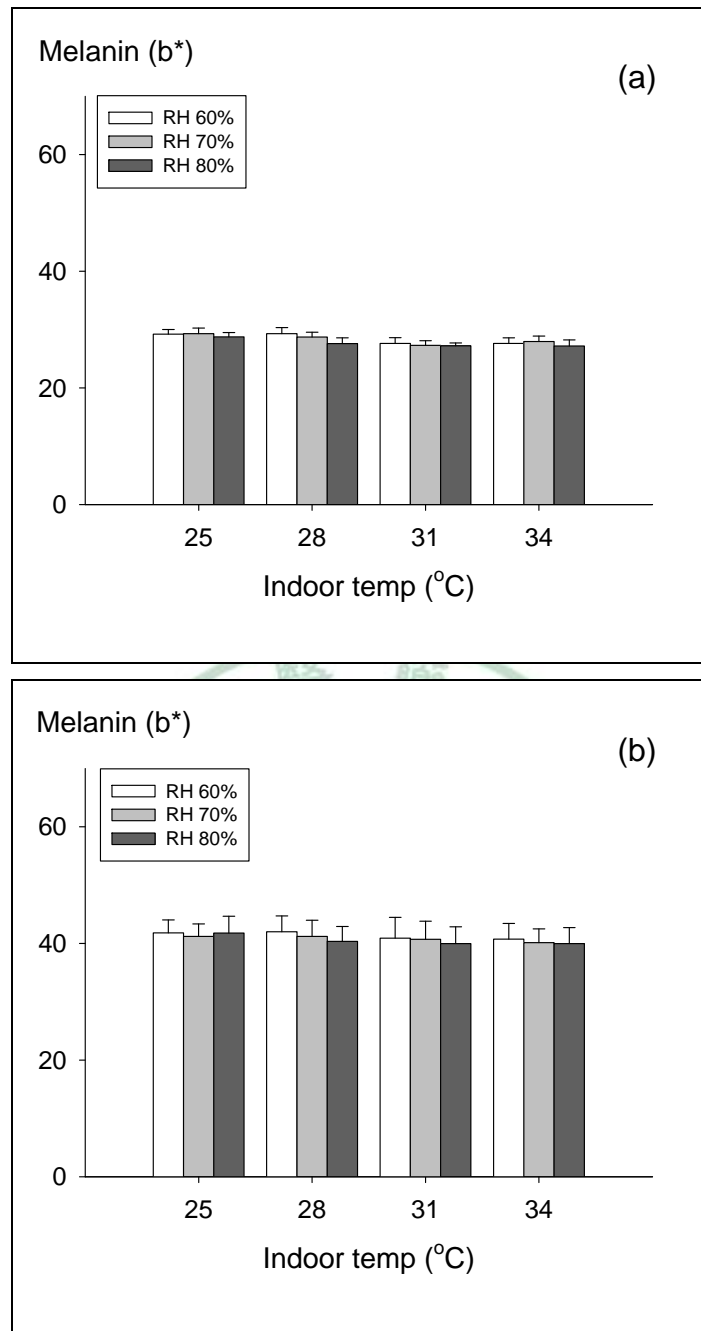 Melanin (b*)
(a)
RH 60%
RH 70%
RH 80%
60
40
20
0
25 28 31 34
Indoor temp (°C)
Melanin (b*)
(b)
RH 60%
RH 70%
RH 80%
60
40
20
0
25 28 31 34
Indoor temp (°C)